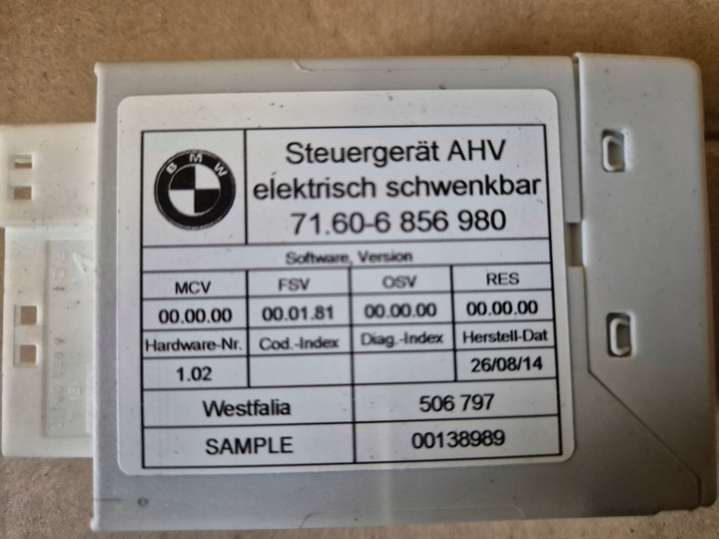 BMW
Steuergerät AHV
elektrisch schwenkbar
71.60-6 856 980
Software, Version
MCV FSV OSV RES
00.00.00 00.01.81 00.00.00 00.00.00
Hardware-Nr. Cod.-Index Diag.-Index Herstell-Dat
1.02 26/08/14
Westfalia 506 797
SAMPLE 00138989